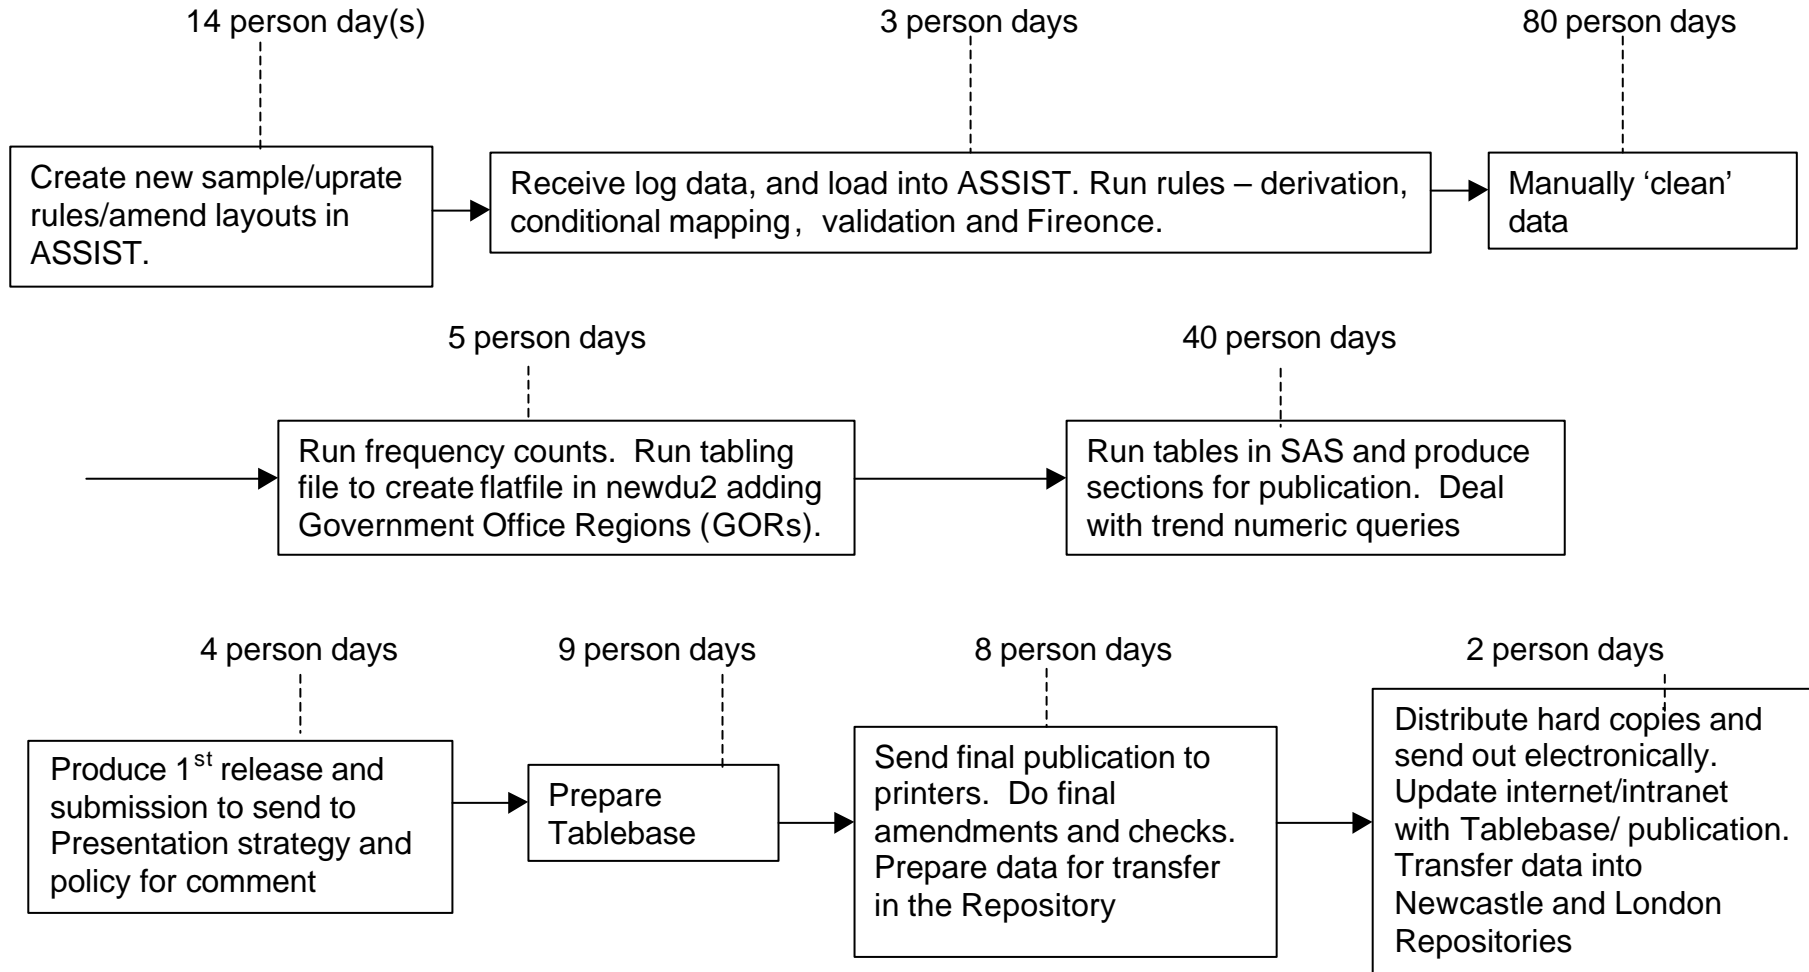 14 person day(s)
3 person days
80 person days
Create new sample/uprate
rules/amend layouts in
ASSIST.
Receive log data, and load into ASSIST. Run rules – derivation,
conditional mapping, validation and Fireonce.
Manually ‘clean’
data
5 person days
40 person days
Run frequency counts. Run tabling
file to create flatfile in newdu2 adding
Government Office Regions (GORs).
Run tables in SAS and produce
sections for publication. Deal
with trend numeric queries
4 person days
9 person days
8 person days
2 person days
Produce 1st release and
submission to send to
Presentation strategy and
policy for comment
Prepare
Tablebase
Send final publication to
printers. Do final
amendments and checks.
Prepare data for transfer
in the Repository
Distribute hard copies and
send out electronically.
Update internet/intranet
with Tablebase/ publication.
Transfer data into
Newcastle and London
Repositories